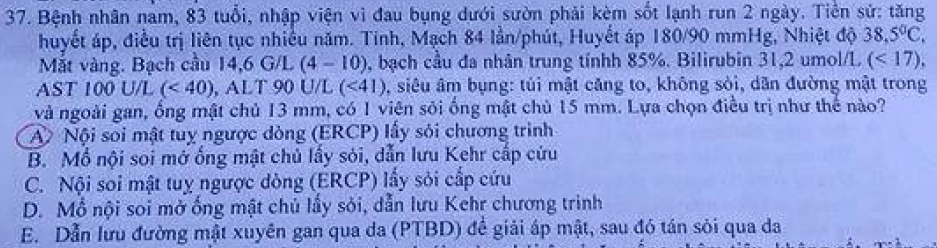 37. Bệnh nhân nam, 83 tuổi, nhập viện vì đau bụng dưới sườn phải kèm sốt lạnh run 2 ngày. Tiền sử: tăng
huyết áp, điều trị liên tục nhiều năm. Tỉnh, Mạch 84 lần/phút, Huyết áp 180/90 mmHg, Nhiệt độ 38,5⁰C,
Mắt vàng. Bạch cầu 14,6 G/L (4 – 10), bạch cầu đa nhân trung tínhh 85%. Bilirubin 31,2 umol/L (< 17),
AST 100 U/L (< 40), ALT 90 U/L (<41), siêu âm bụng: túi mật căng to, không sỏi, dãn đường mật trong
và ngoài gan, ống mật chủ 13 mm, có 1 viên sỏi ống mật chủ 15 mm. Lựa chọn điều trị như thế nào?
A. Nội soi mật tuỵ ngược dòng (ERCP) lấy sỏi chương trình
B. Mổ nội soi mở ống mật chủ lấy sỏi, dẫn lưu Kehr cấp cứu
C. Nội soi mật tuỵ ngược dòng (ERCP) lấy sỏi cấp cứu
D. Mổ nội soi mở ống mật chủ lấy sỏi, dẫn lưu Kehr chương trình
E. Dẫn lưu đường mật xuyên gan qua da (PTBD) để giải áp mật, sau đó tán sỏi qua da